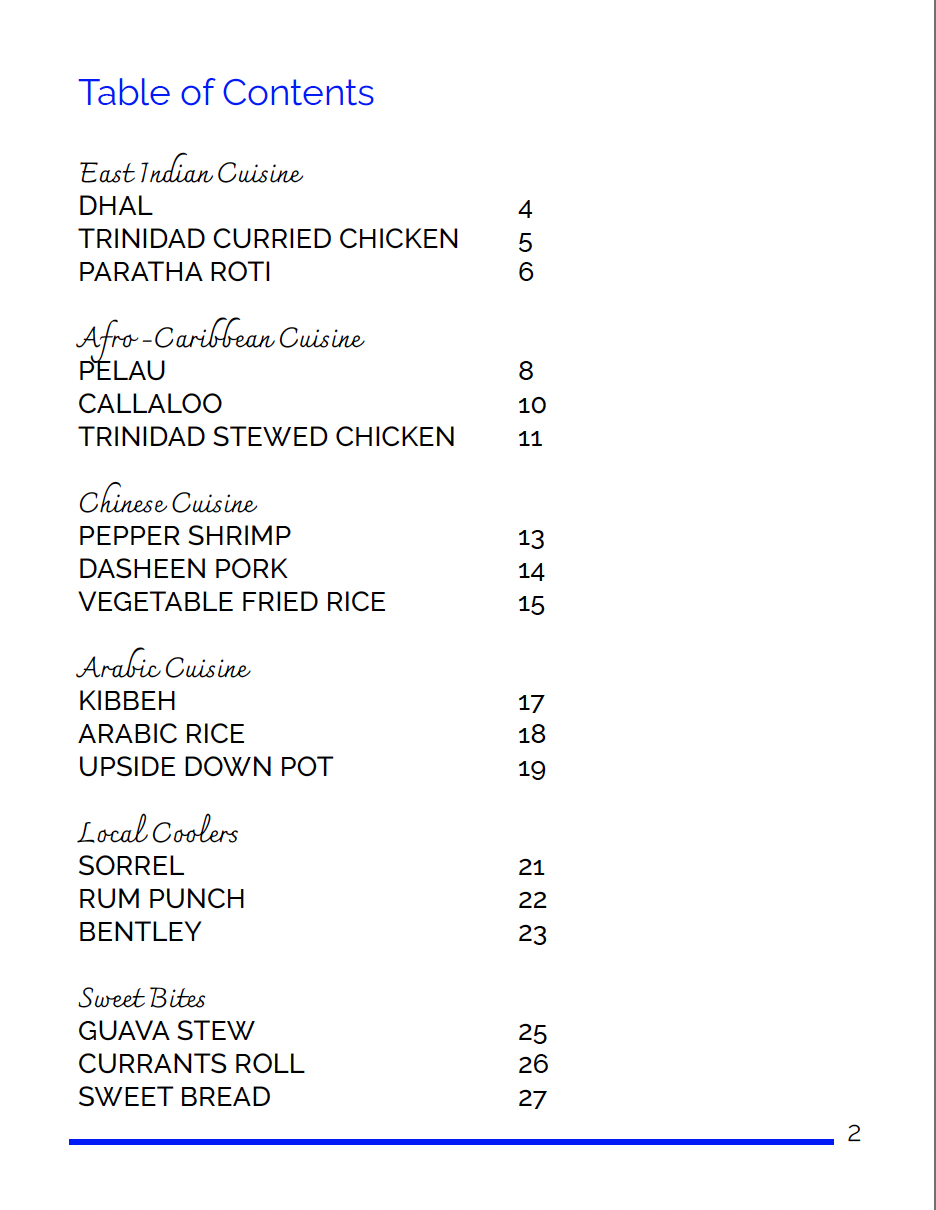 Table of Contents
East Indian Cuisine
DHAL 4
TRINIDAD CURRIED CHICKEN 5
PARATHA ROTI 6
Afro-Caribbean Cuisine
PELAU 8
CALLALOO 10
TRINIDAD STEWED CHICKEN 11
Chinese Cuisine
PEPPER SHRIMP 13
DASHEEN PORK 14
VEGETABLE FRIED RICE 15
Arabic Cuisine
KIBBEH 17
ARABIC RICE 18
UPSIDE DOWN POT 19
Local Coolers
SORREL 21
RUM PUNCH 22
BENTLEY 23
Sweet Bites
GUAVA STEW 25
CURRANTS ROLL 26
SWEET BREAD 27
2